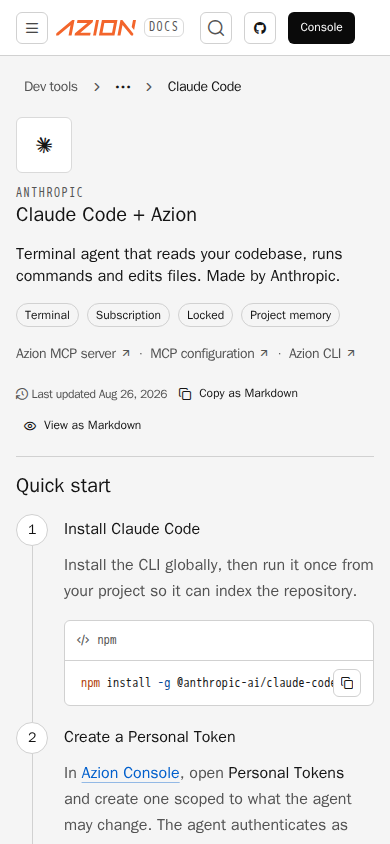 AZION DOCS Console
Dev tools > ••• > Claude Code
ANTHROPIC
Claude Code + Azion
Terminal agent that reads your codebase, runs
commands and edits files. Made by Anthropic.
Terminal Subscription Locked Project memory
Azion MCP server ↗ · MCP configuration ↗ · Azion CLI ↗
Last updated Aug 26, 2026 Copy as Markdown
View as Markdown
Quick start
1 Install Claude Code
Install the CLI globally, then run it once from
your project so it can index the repository.
</> npm
npm install -g @anthropic-ai/claude-code
2 Create a Personal Token
In Azion Console, open Personal Tokens
and create one scoped to what the agent
may change. The agent authenticates as